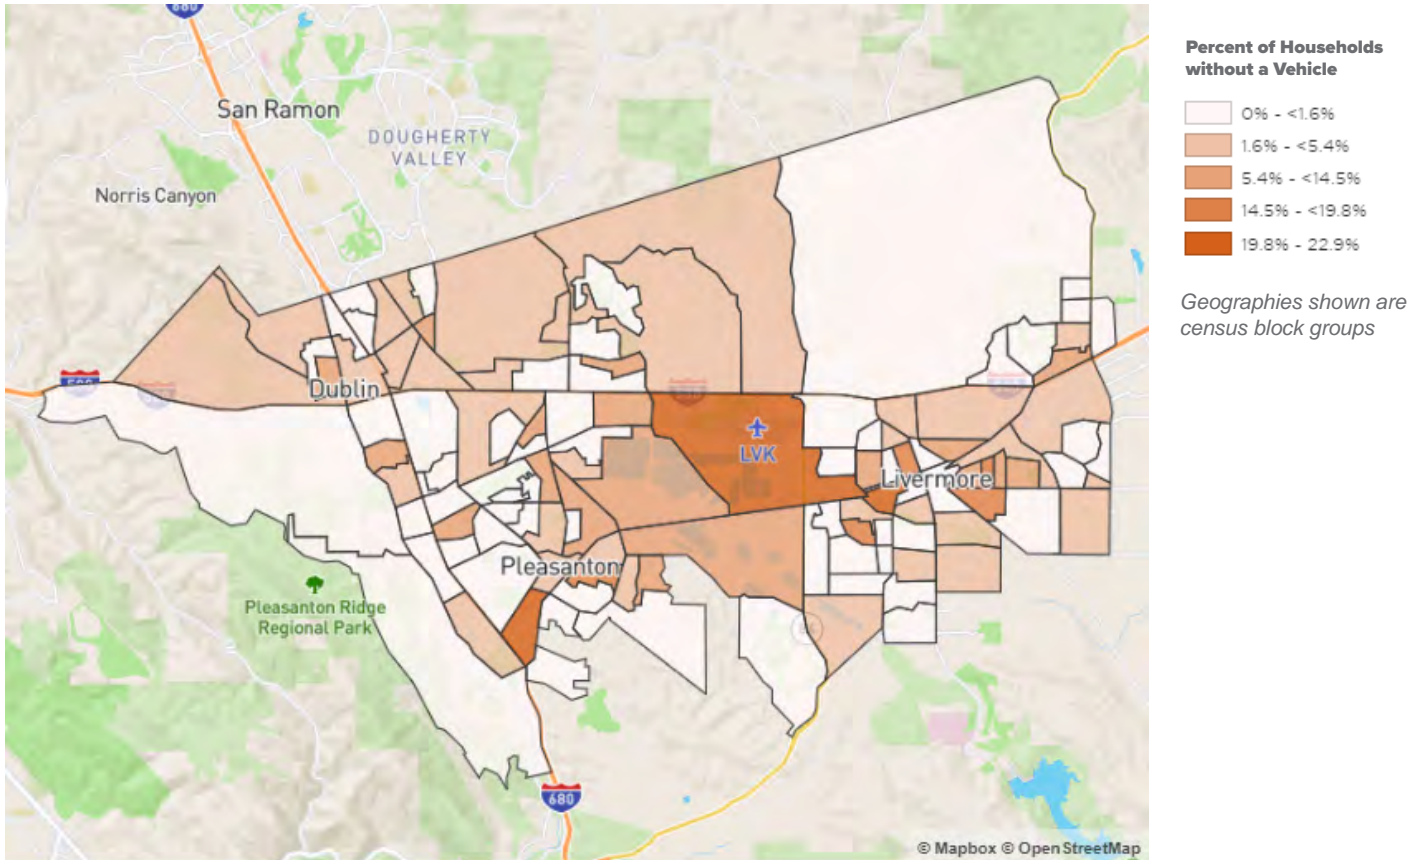 680
San Ramon
DOUGHERTY
VALLEY
Norris Canyon
Dublin
LVK
Livermore
Pleasanton
Pleasanton Ridge
Regional Park
680
© Mapbox © OpenStreetMap
Percent of Households
without a Vehicle
0% - <1.6%
1.6% - <5.4%
5.4% - <14.5%
14.5% - <19.8%
19.8% - 22.9%
Geographies shown are
census block groups